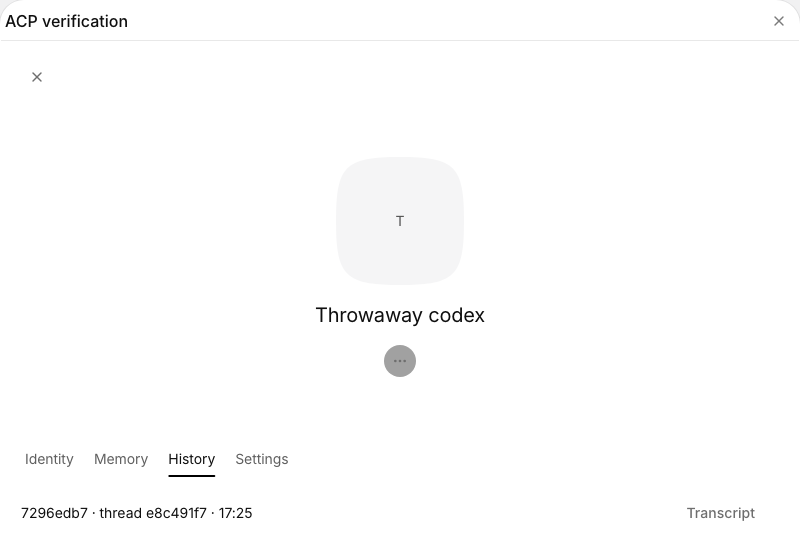 ACP verification
T
Throwaway codex
Identity Memory History Settings
7296edb7 · thread e8c491f7 · 17:25 Transcript